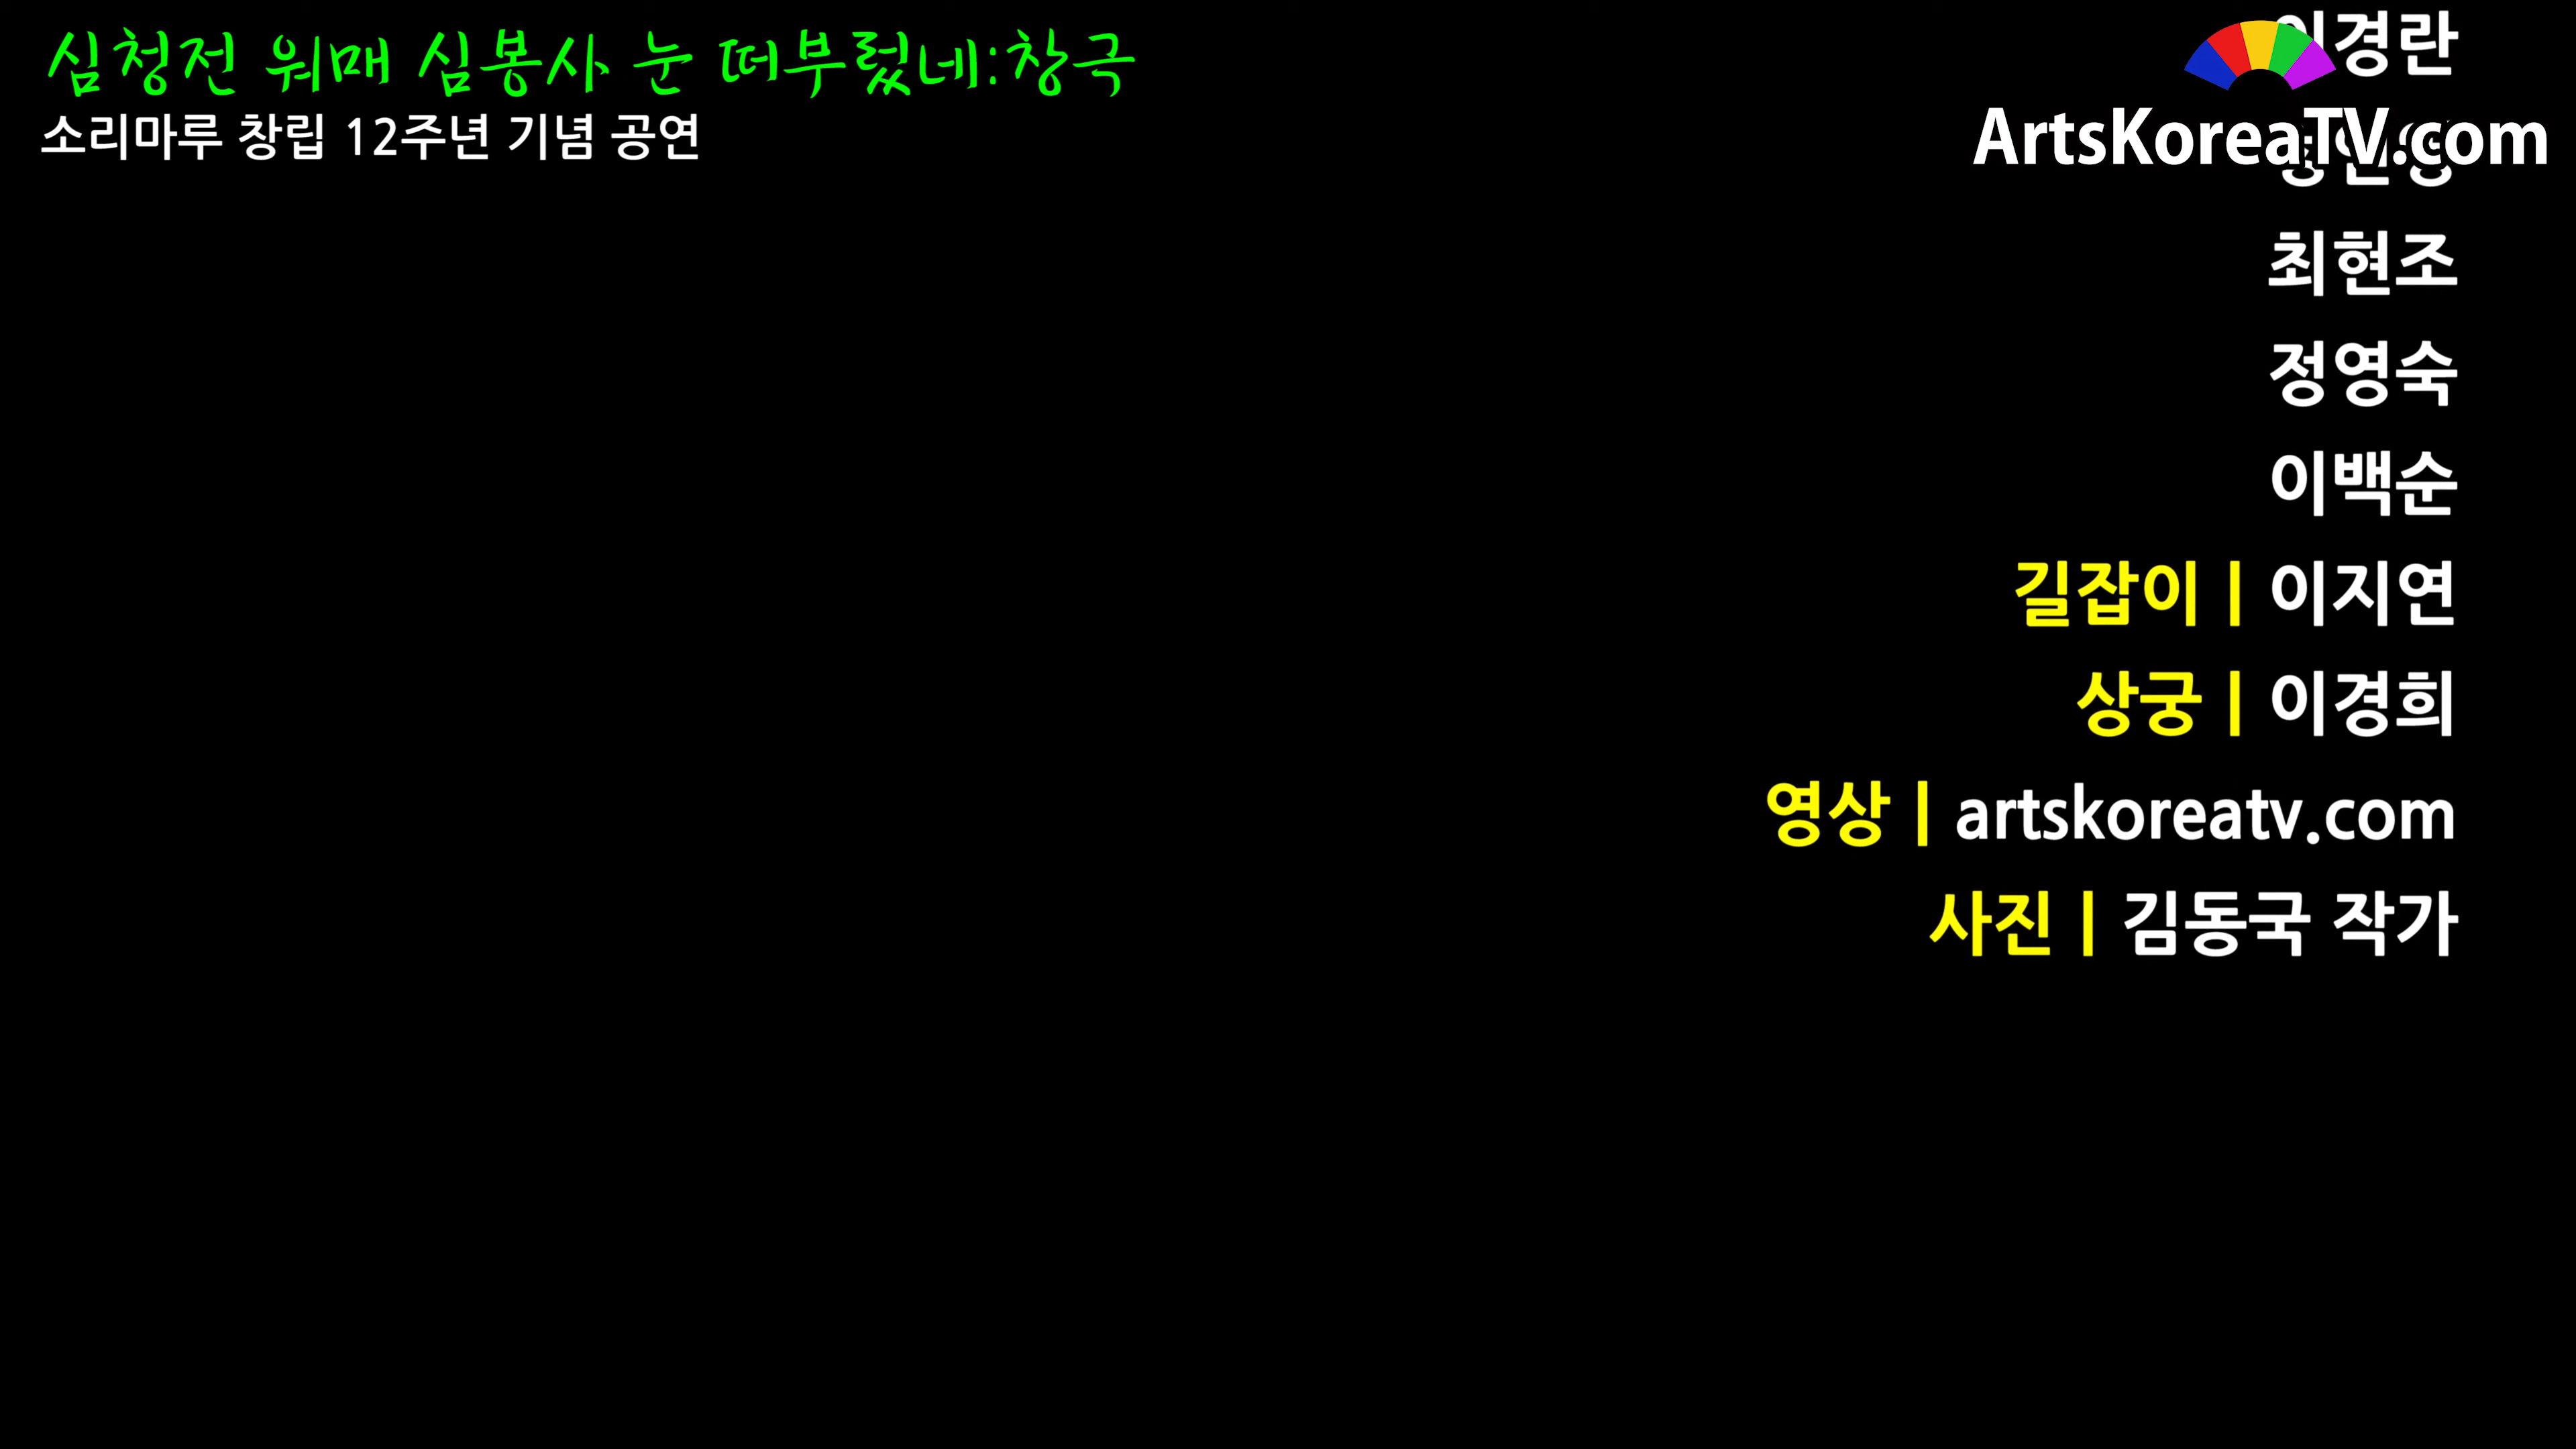 심청전 워매 심봉사 눈 떠부렀네:창극
소리마루 창립 12주년 기념 공연
이경란
ArtsKoreaTV.com
최현조
정영숙
이백순
길잡이 | 이지연
상궁 | 이경희
영상 | artskoreatv.com
사진 | 김동국 작가